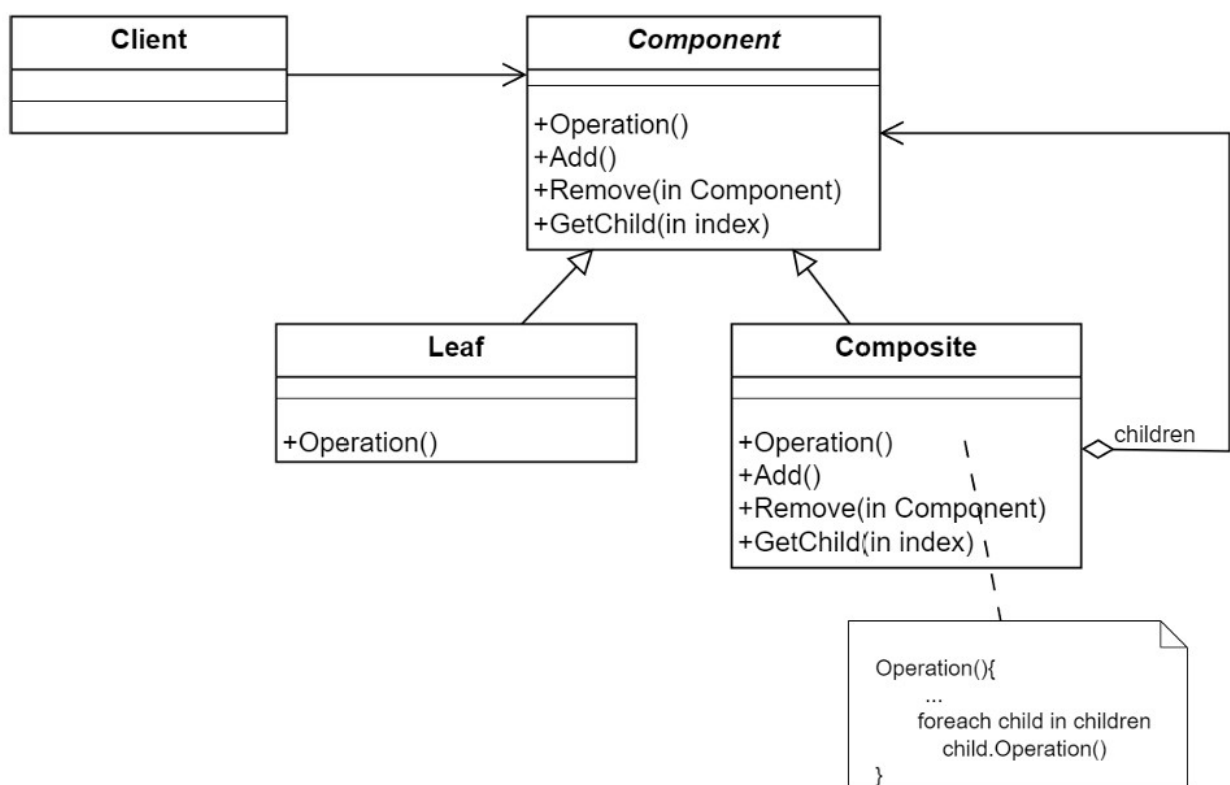 Client
Component
+Operation()
+Add()
+Remove(in Component)
+GetChild(in index)
Leaf
+Operation()
Composite
+Operation()
+Add()
+Remove(in Component)
+GetChild(in index)
children
Operation(){
...
foreach child in children
child.Operation()
}